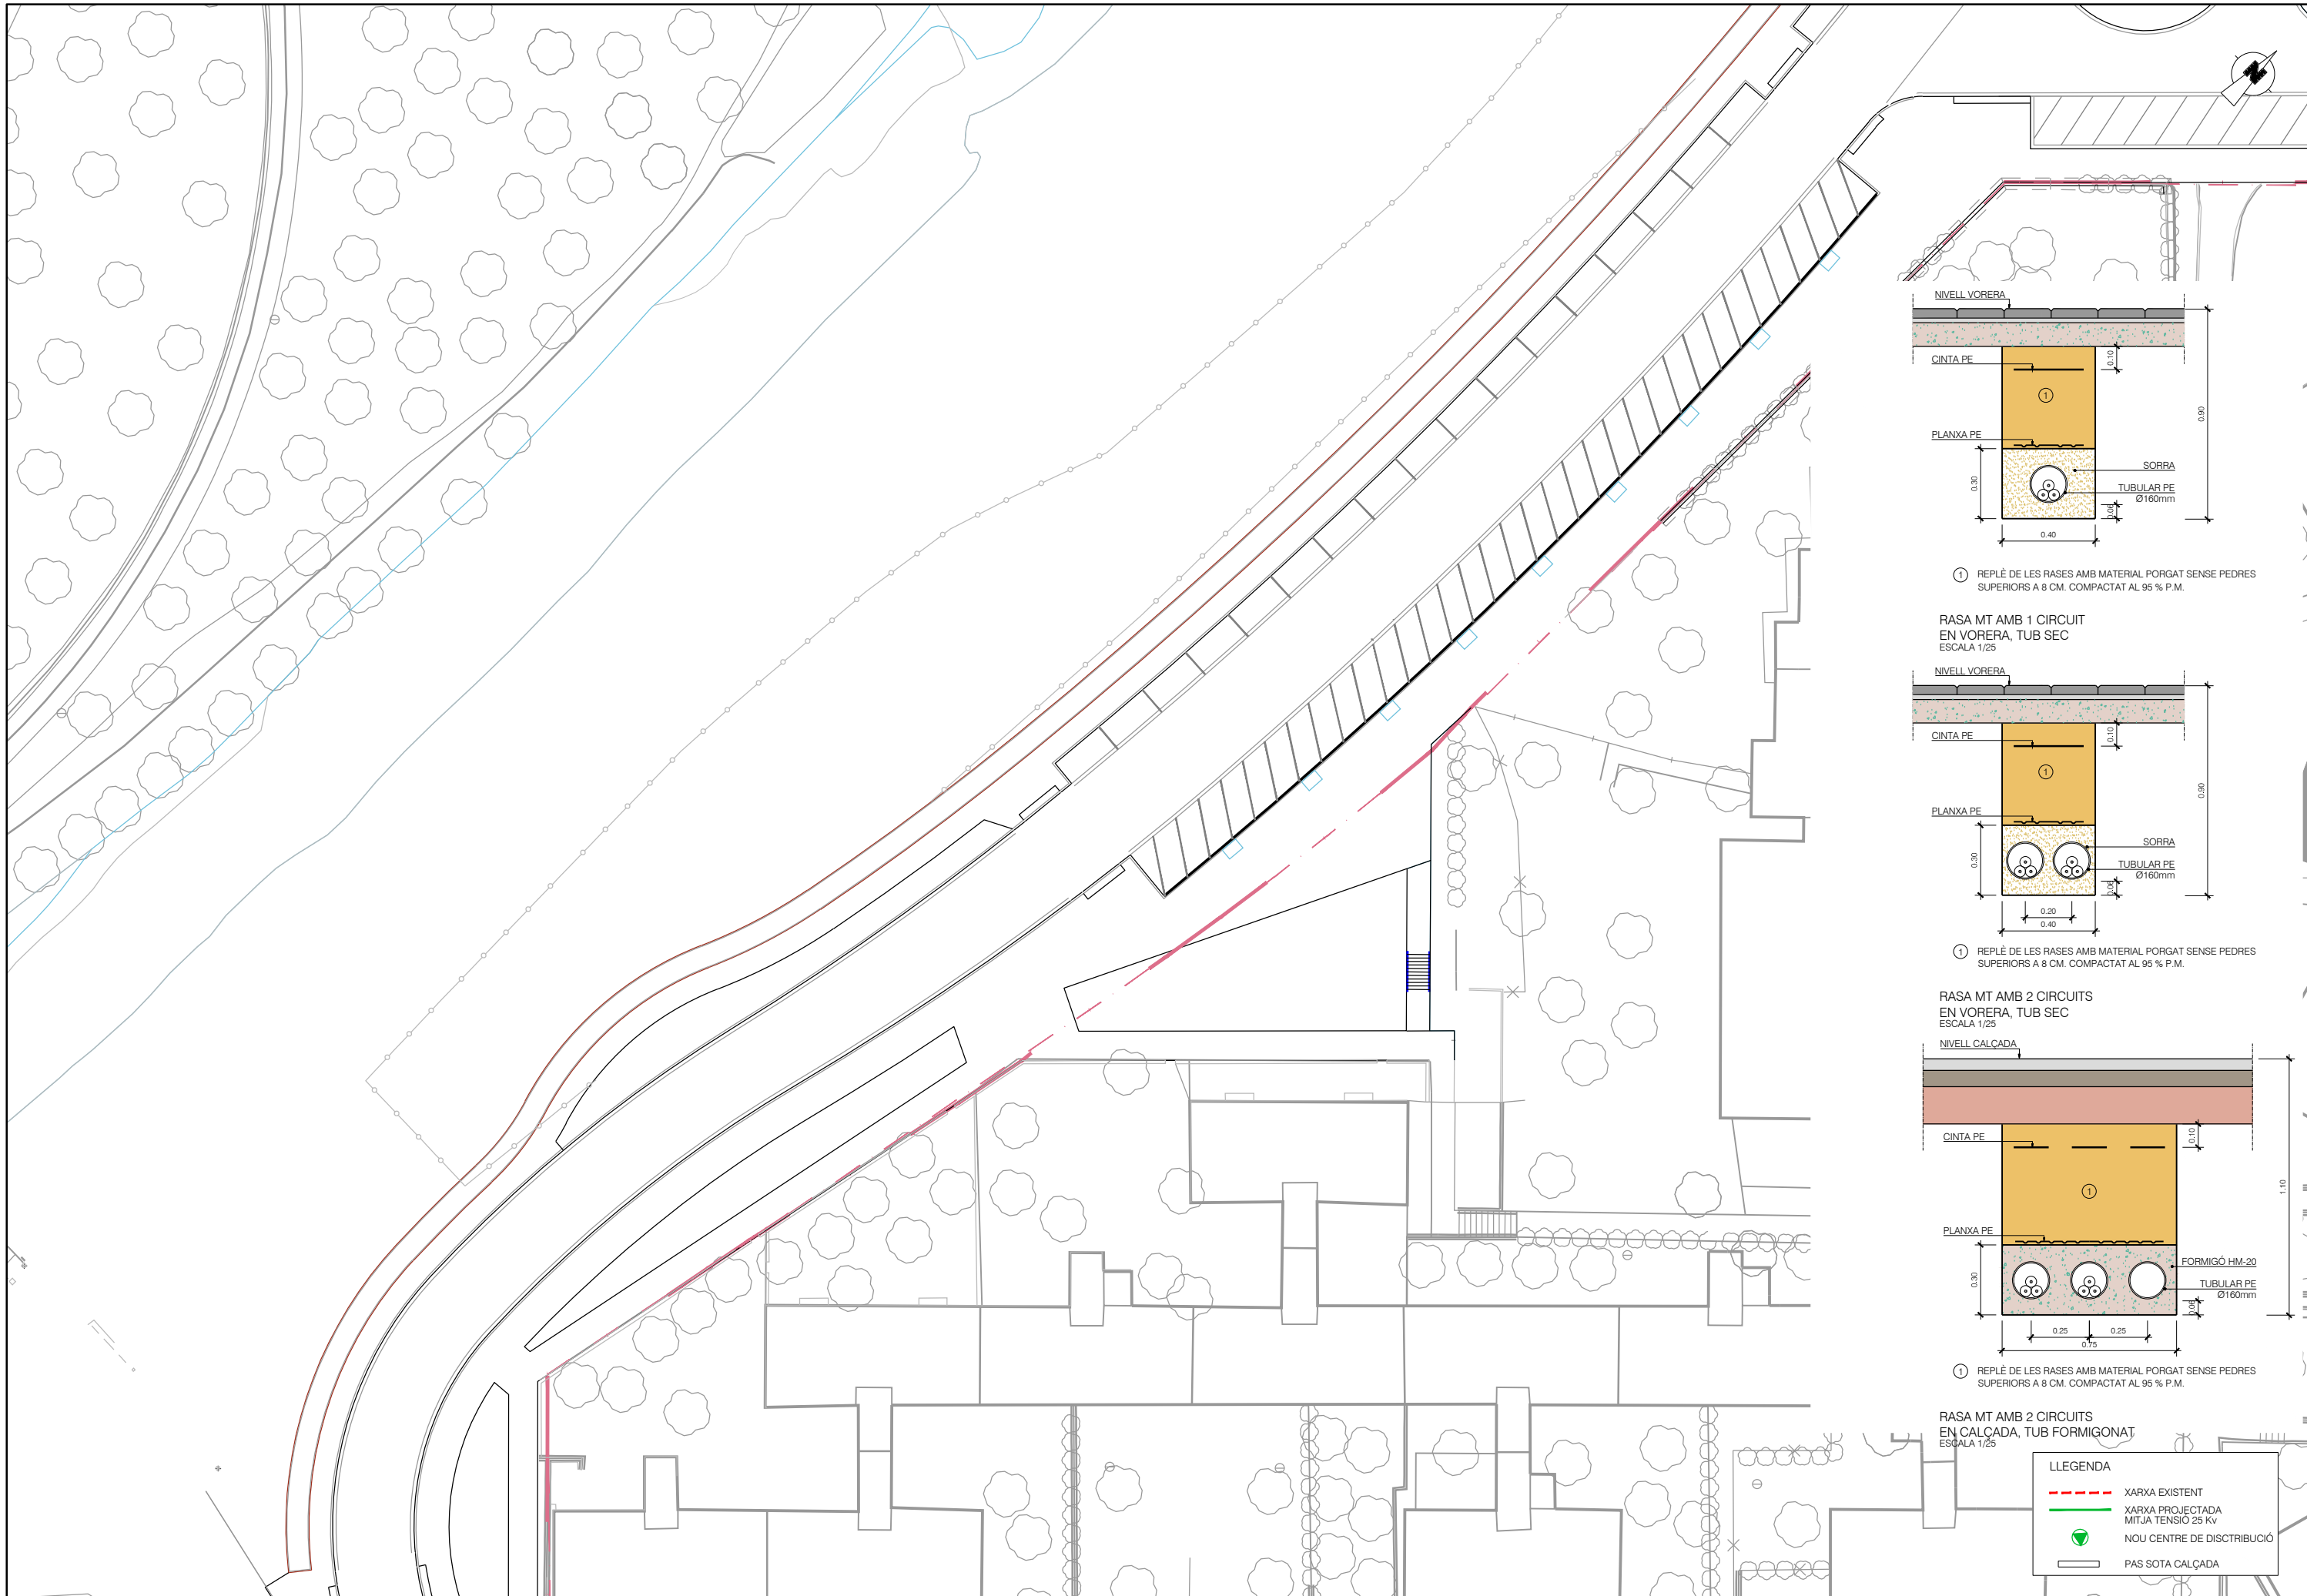 N
NIVELL VORERA
CINTA PE
0.10
1
0.90
PLANXA PE
SORRA
TUBULAR PE
Ø160mm
0.30
0.06
0.40
1 REPLÈ DE LES RASES AMB MATERIAL PORGAT SENSE PEDRES
SUPERIORS A 8 CM. COMPACTAT AL 95 % P.M.
RASA MT AMB 1 CIRCUIT
EN VORERA, TUB SEC
ESCALA 1/25
NIVELL VORERA
CINTA PE
0.10
1
0.90
PLANXA PE
SORRA
TUBULAR PE
Ø160mm
0.30
0.06
0.20
0.40
1 REPLÈ DE LES RASES AMB MATERIAL PORGAT SENSE PEDRES
SUPERIORS A 8 CM. COMPACTAT AL 95 % P.M.
RASA MT AMB 2 CIRCUITS
EN VORERA, TUB SEC
ESCALA 1/25
NIVELL CALÇADA
CINTA PE
0.10
1
1.10
PLANXA PE
FORMIGÓ HM-20
TUBULAR PE
Ø160mm
0.30
0.06
0.25 0.25
0.75
1 REPLÈ DE LES RASES AMB MATERIAL PORGAT SENSE PEDRES
SUPERIORS A 8 CM. COMPACTAT AL 95 % P.M.
RASA MT AMB 2 CIRCUITS
EN CALÇADA, TUB FORMIGONAT
ESCALA 1/25
LLEGENDA
XARXA EXISTENT
XARXA PROJECTADA
MITJA TENSIÓ 25 Kv
NOU CENTRE DE DISCTRIBUCIÓ
PAS SOTA CALÇADA